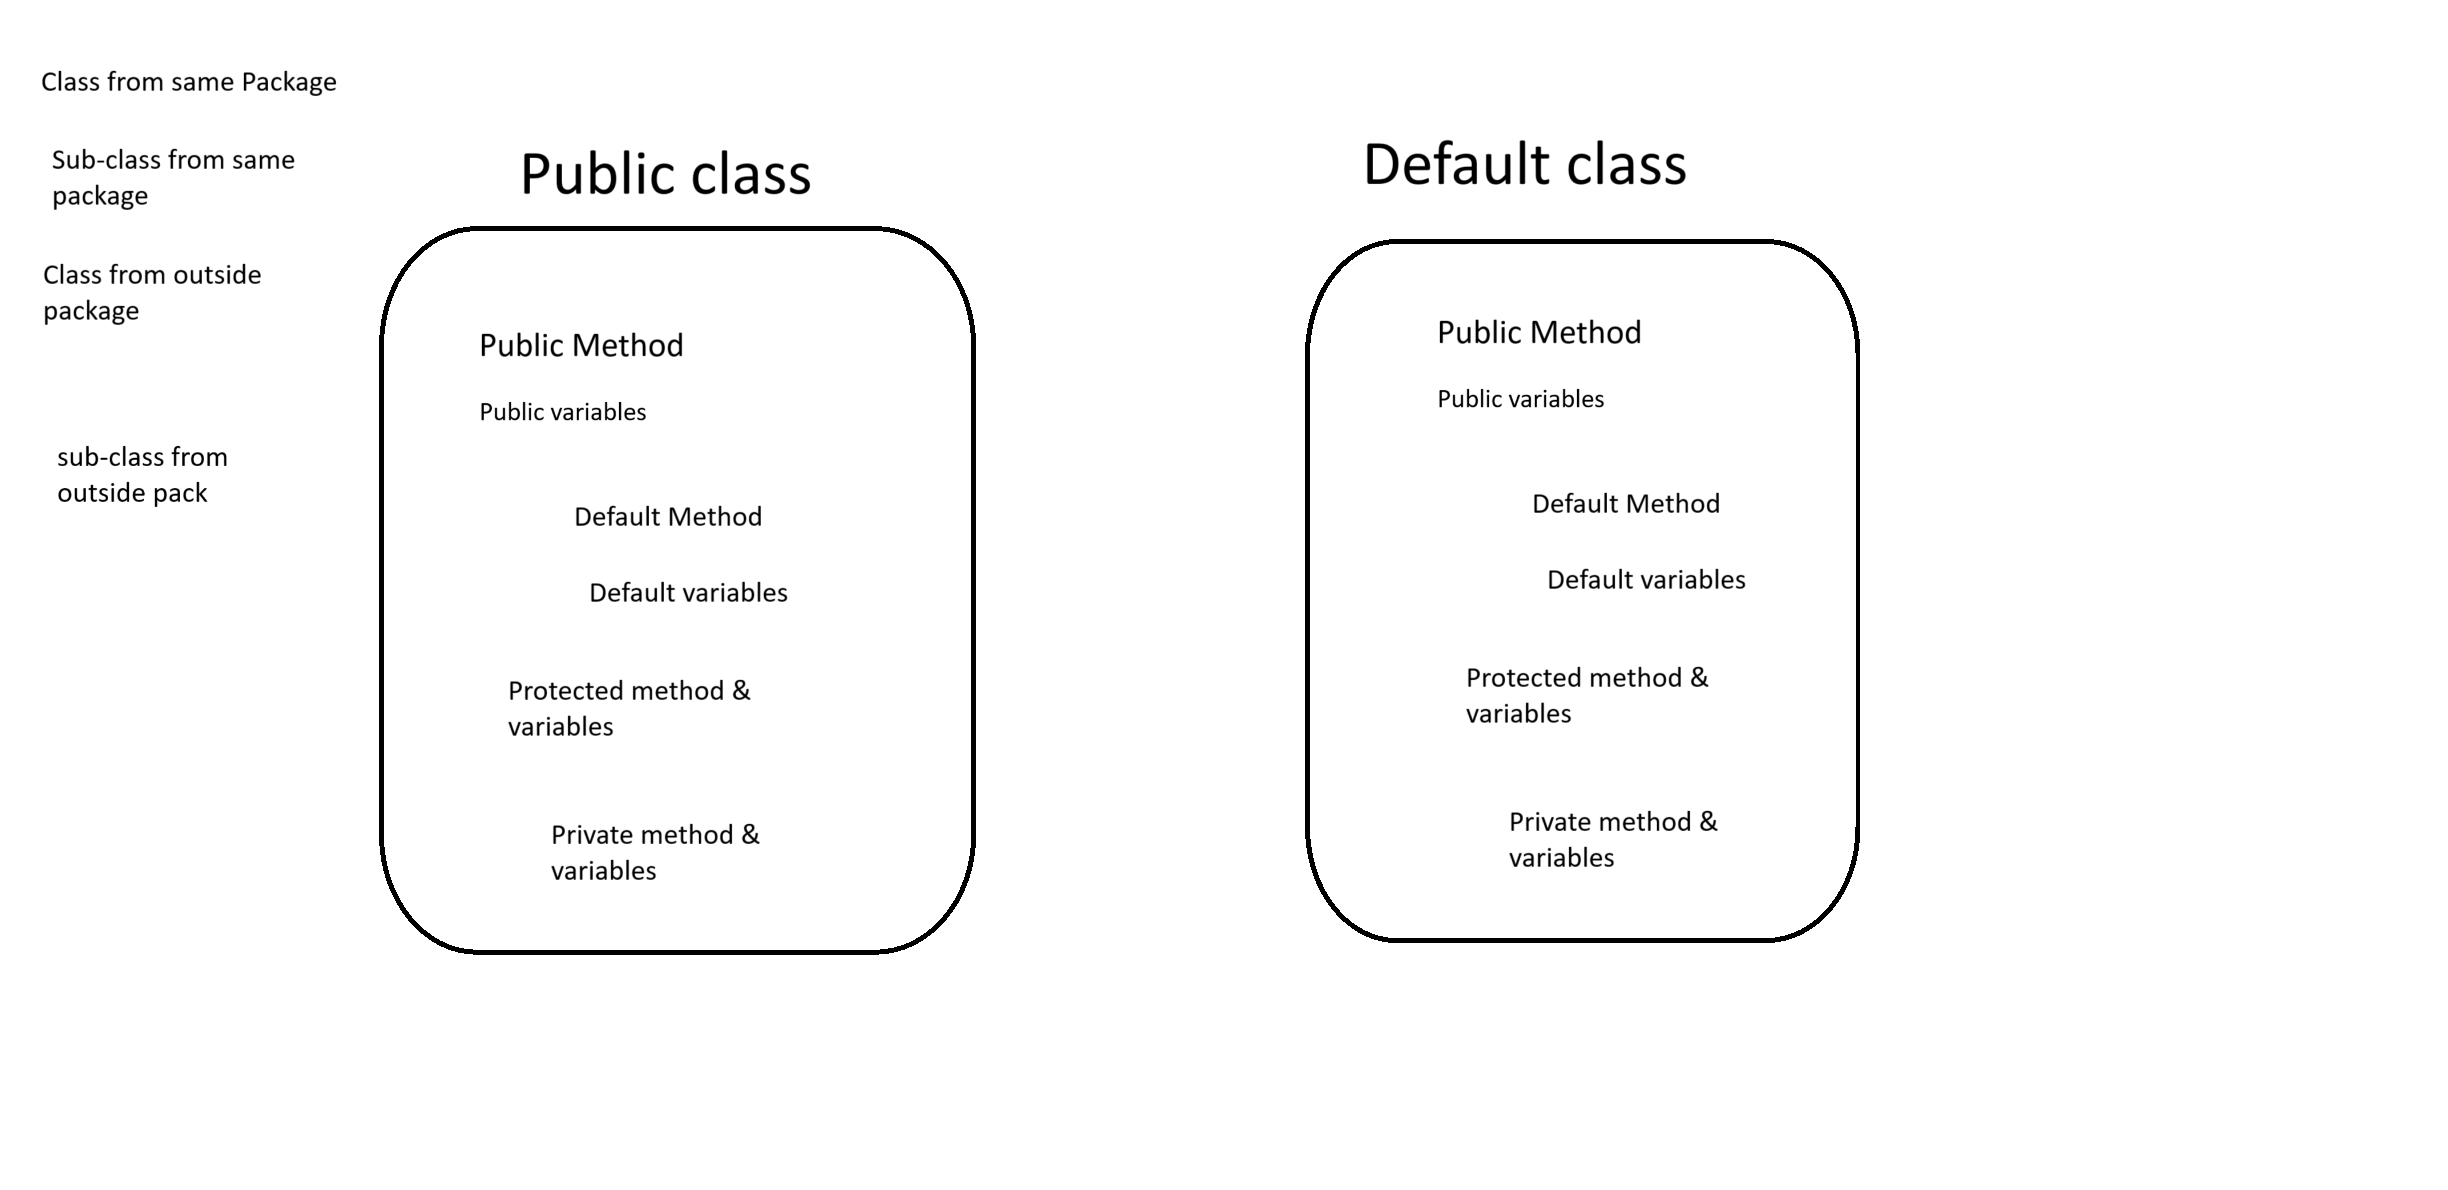 Class from same Package
Sub-class from same
package
Class from outside
package
sub-class from
outside pack
Public class
Public Method
Public variables
Default Method
Default variables
Protected method &
variables
Private method &
variables
Default class
Public Method
Public variables
Default Method
Default variables
Protected method &
variables
Private method &
variables